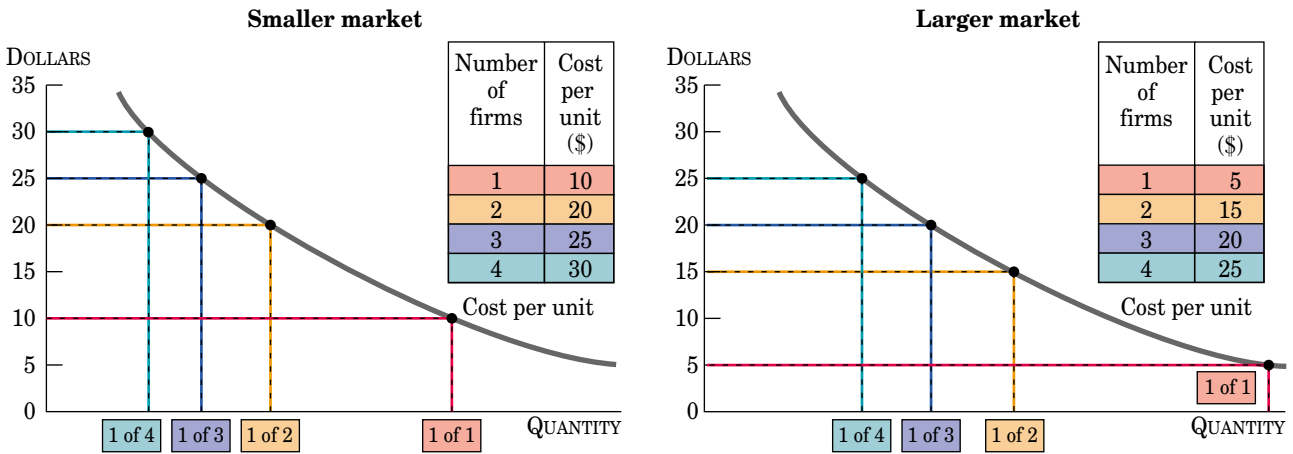 Smaller market
DOLLARS
35
30
25
20
15
10
5
0
Number of firms
Cost per unit ($)
1 10
2 20
3 25
4 30
Cost per unit
1 of 4
1 of 3
1 of 2
1 of 1
QUANTITY
Larger market
DOLLARS
35
30
25
20
15
10
5
0
Number of firms
Cost per unit ($)
1 5
2 15
3 20
4 25
Cost per unit
1 of 1
1 of 4
1 of 3
1 of 2
QUANTITY